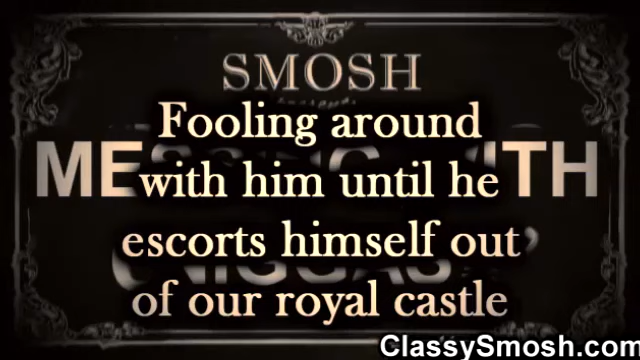 SMOSH
Fooling around
with him until he
escorts himself out
of our royal castle
ClassySmosh.com